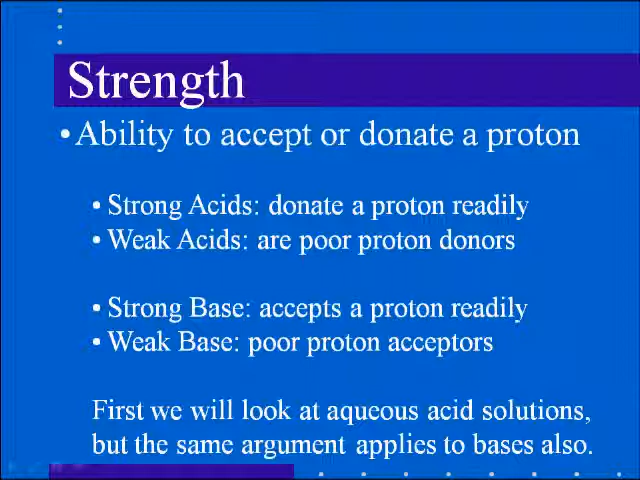 Strength
• Ability to accept or donate a proton
• Strong Acids: donate a proton readily
• Weak Acids: are poor proton donors
• Strong Base: accepts a proton readily
• Weak Base: poor proton acceptors
First we will look at aqueous acid solutions,
but the same argument applies to bases also.